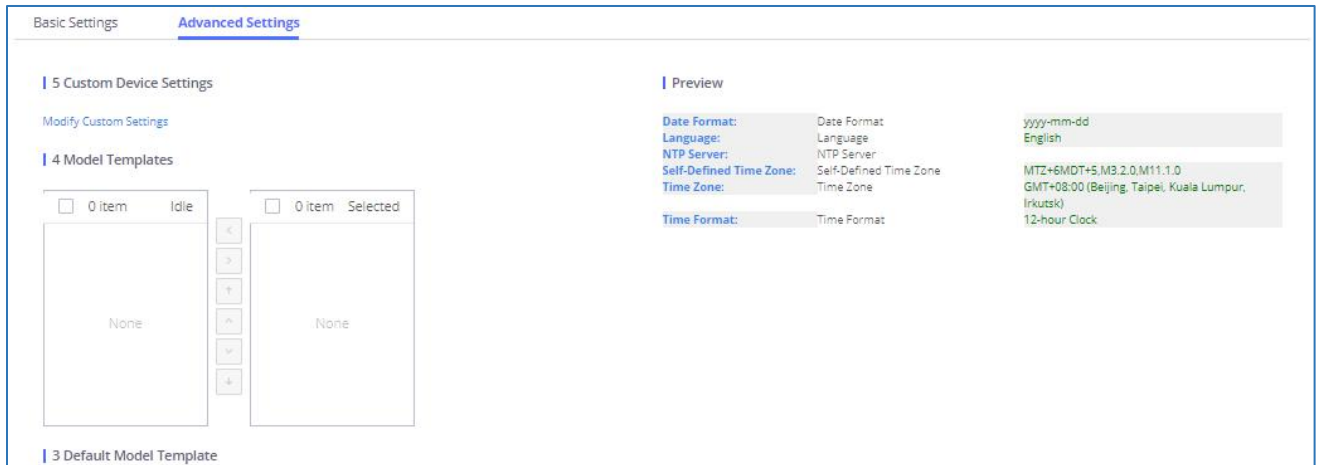 Basic Settings Advanced Settings
5 Custom Device Settings
Modify Custom Settings
4 Model Templates
0 item Idle
0 item Selected
None
None
3 Default Model Template
Preview
Date Format: Date Format yyyy-mm-dd
Language: Language English
NTP Server: NTP Server
Self-Defined Time Zone: Self-Defined Time Zone MTZ+6MDT+5,M3.2.0,M11.1.0
Time Zone: Time Zone GMT+08:00 (Beijing, Taipei, Kuala Lumpur,
Irkutsk)
Time Format: Time Format 12-hour Clock